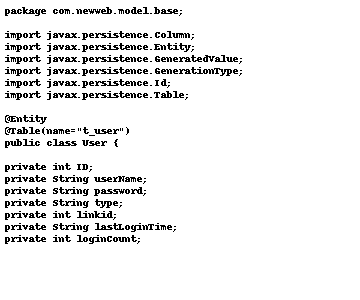 package com.newweb.model.base;
import javax.persistence.Column;
import javax.persistence.Entity;
import javax.persistence.GeneratedValue;
import javax.persistence.GenerationType;
import javax.persistence.Id;
import javax.persistence.Table;
@Entity
@Table(name="t_user")
public class User {
private int ID;
private String userName;
private String password;
private String type;
private int linkid;
private String lastLoginTime;
private int loginCount;